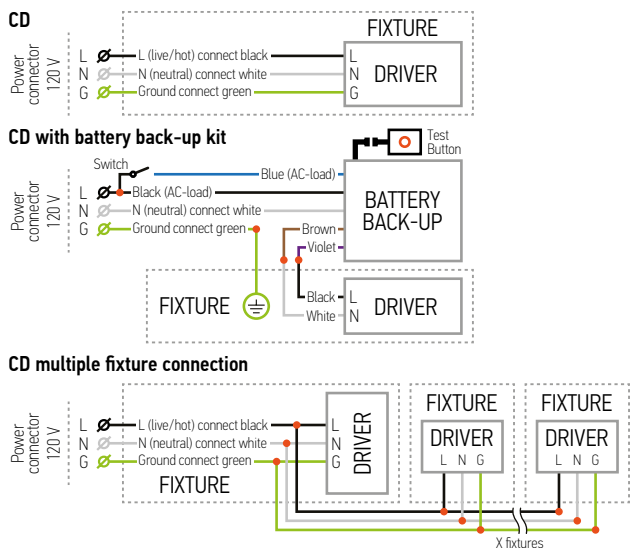 CD
FIXTURE
Power connector 120 V
L L (live/hot) connect black L
N N (neutral) connect white N
G Ground connect green G
DRIVER
CD with battery back-up kit
Test
Button
Switch
Blue (AC-load)
Power connector 120 V
L Black (AC-load)
N N (neutral) connect white
G Ground connect green
BATTERY
BACK-UP
Brown
Violet
FIXTURE
Black L
White N
DRIVER
CD multiple fixture connection
Power connector 120 V
L L (live/hot) connect black L
N N (neutral) connect white N
G Ground connect green G
DRIVER
FIXTURE
FIXTURE
DRIVER
L N G
FIXTURE
DRIVER
L N G
X fixtures